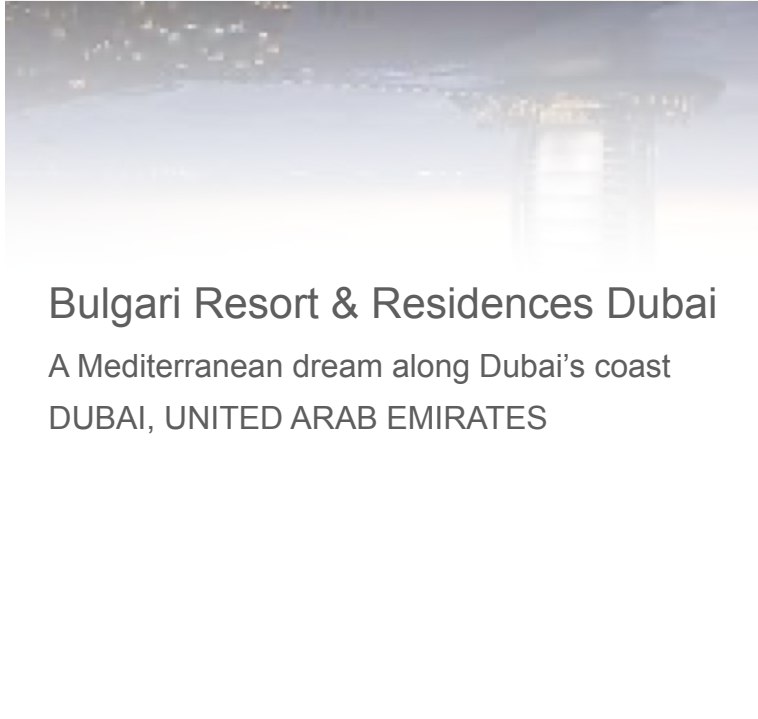 Bulgari Resort & Residences Dubai
A Mediterranean dream along Dubai’s coast
DUBAI, UNITED ARAB EMIRATES